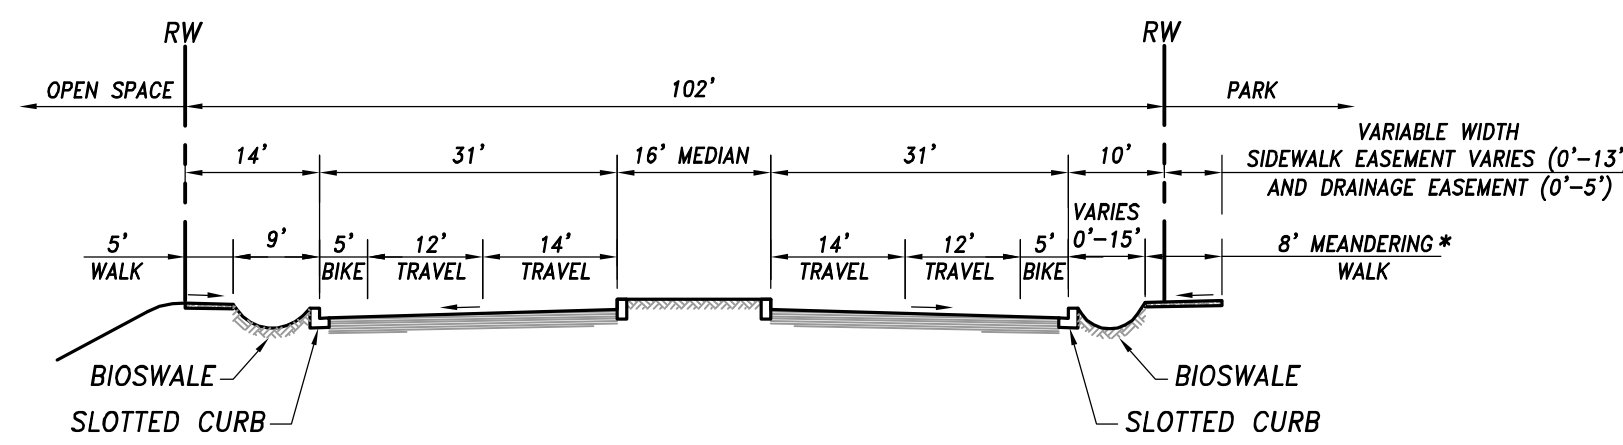 RW
RW
OPEN SPACE
102'
PARK
VARIABLE WIDTH
SIDEWALK EASEMENT VARIES (0'-13'
AND DRAINAGE EASEMENT (0'-5')
14'
31'
16' MEDIAN
31'
10'
5'
WALK
9'
5'
BIKE
12'
TRAVEL
14'
TRAVEL
14'
TRAVEL
12'
TRAVEL
5'
BIKE
VARIES
0'-15'
8' MEANDERING *
WALK
BIOSWALE
SLOTTED CURB
BIOSWALE
SLOTTED CURB